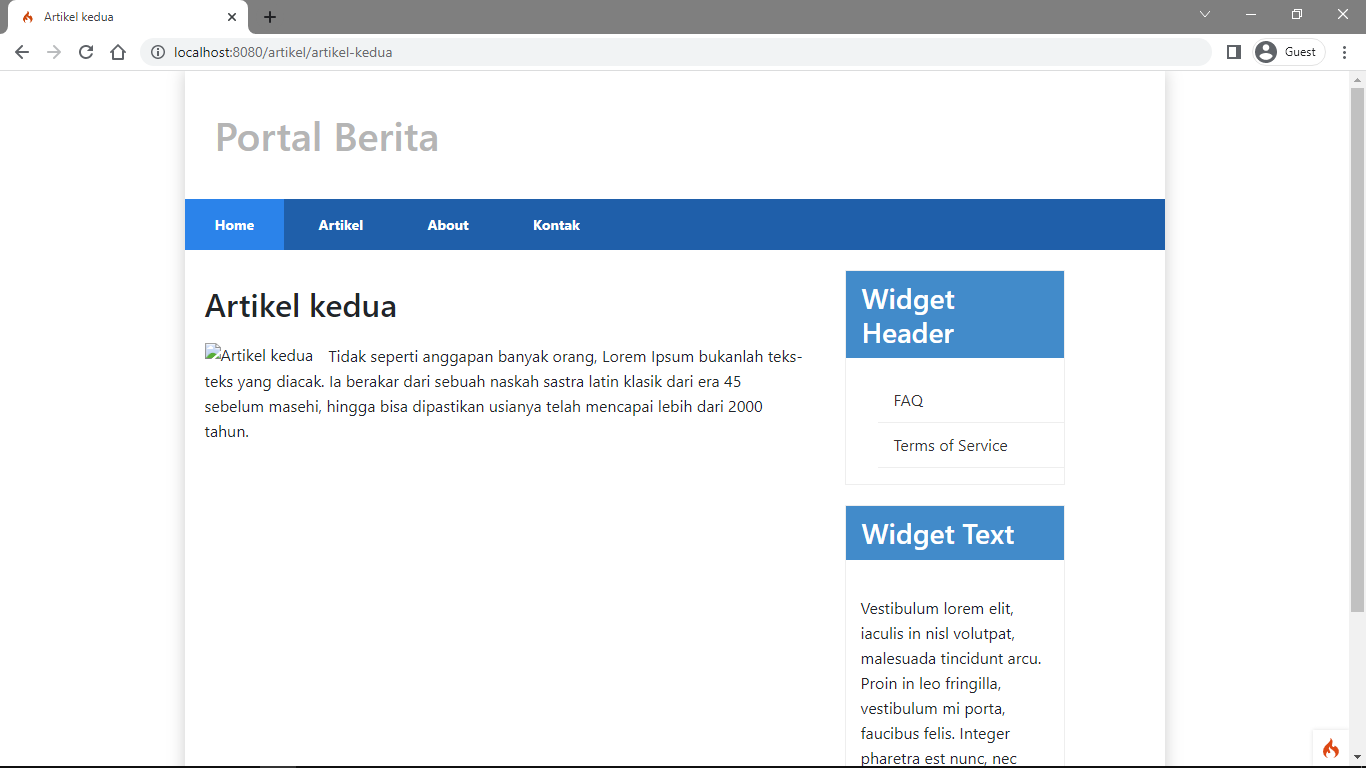 Artikel kedua
localhost:8080/artikel/artikel-kedua
Guest
Portal Berita
Home Artikel About Kontak
Artikel kedua
Artikel kedua Tidak seperti anggapan banyak orang, Lorem Ipsum bukanlah teks-
teks yang diacak. Ia berakar dari sebuah naskah sastra latin klasik dari era 45
sebelum masehi, hingga bisa dipastikan usianya telah mencapai lebih dari 2000
tahun.
Widget
Header
FAQ
Terms of Service
Widget Text
Vestibulum lorem elit,
iaculis in nisl volutpat,
malesuada tincidunt arcu.
Proin in leo fringilla,
vestibulum mi porta,
faucibus felis. Integer
pharetra est nunc, nec